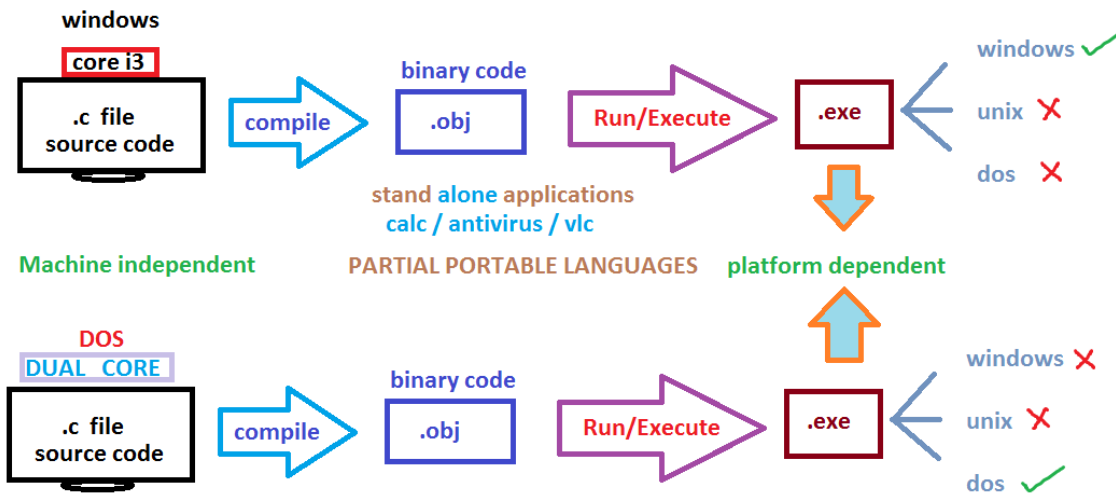 windows
core i3
.c file
source code
compile
binary code
.obj
Run/Execute
.exe
windows
unix
dos
stand alone applications
calc / antivirus / vlc
Machine independent
PARTIAL PORTABLE LANGUAGES
platform dependent
DOS
DUAL CORE
.c file
source code
compile
binary code
.obj
Run/Execute
.exe
windows
unix
dos